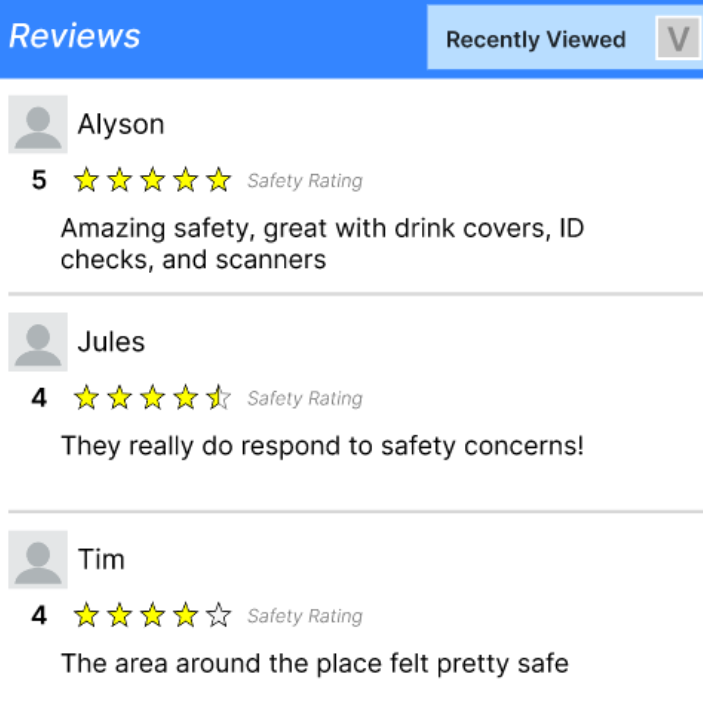 Reviews
Recently Viewed V
Alyson
5 Safety Rating
Amazing safety, great with drink covers, ID
checks, and scanners
Jules
4 Safety Rating
They really do respond to safety concerns!
Tim
4 Safety Rating
The area around the place felt pretty safe